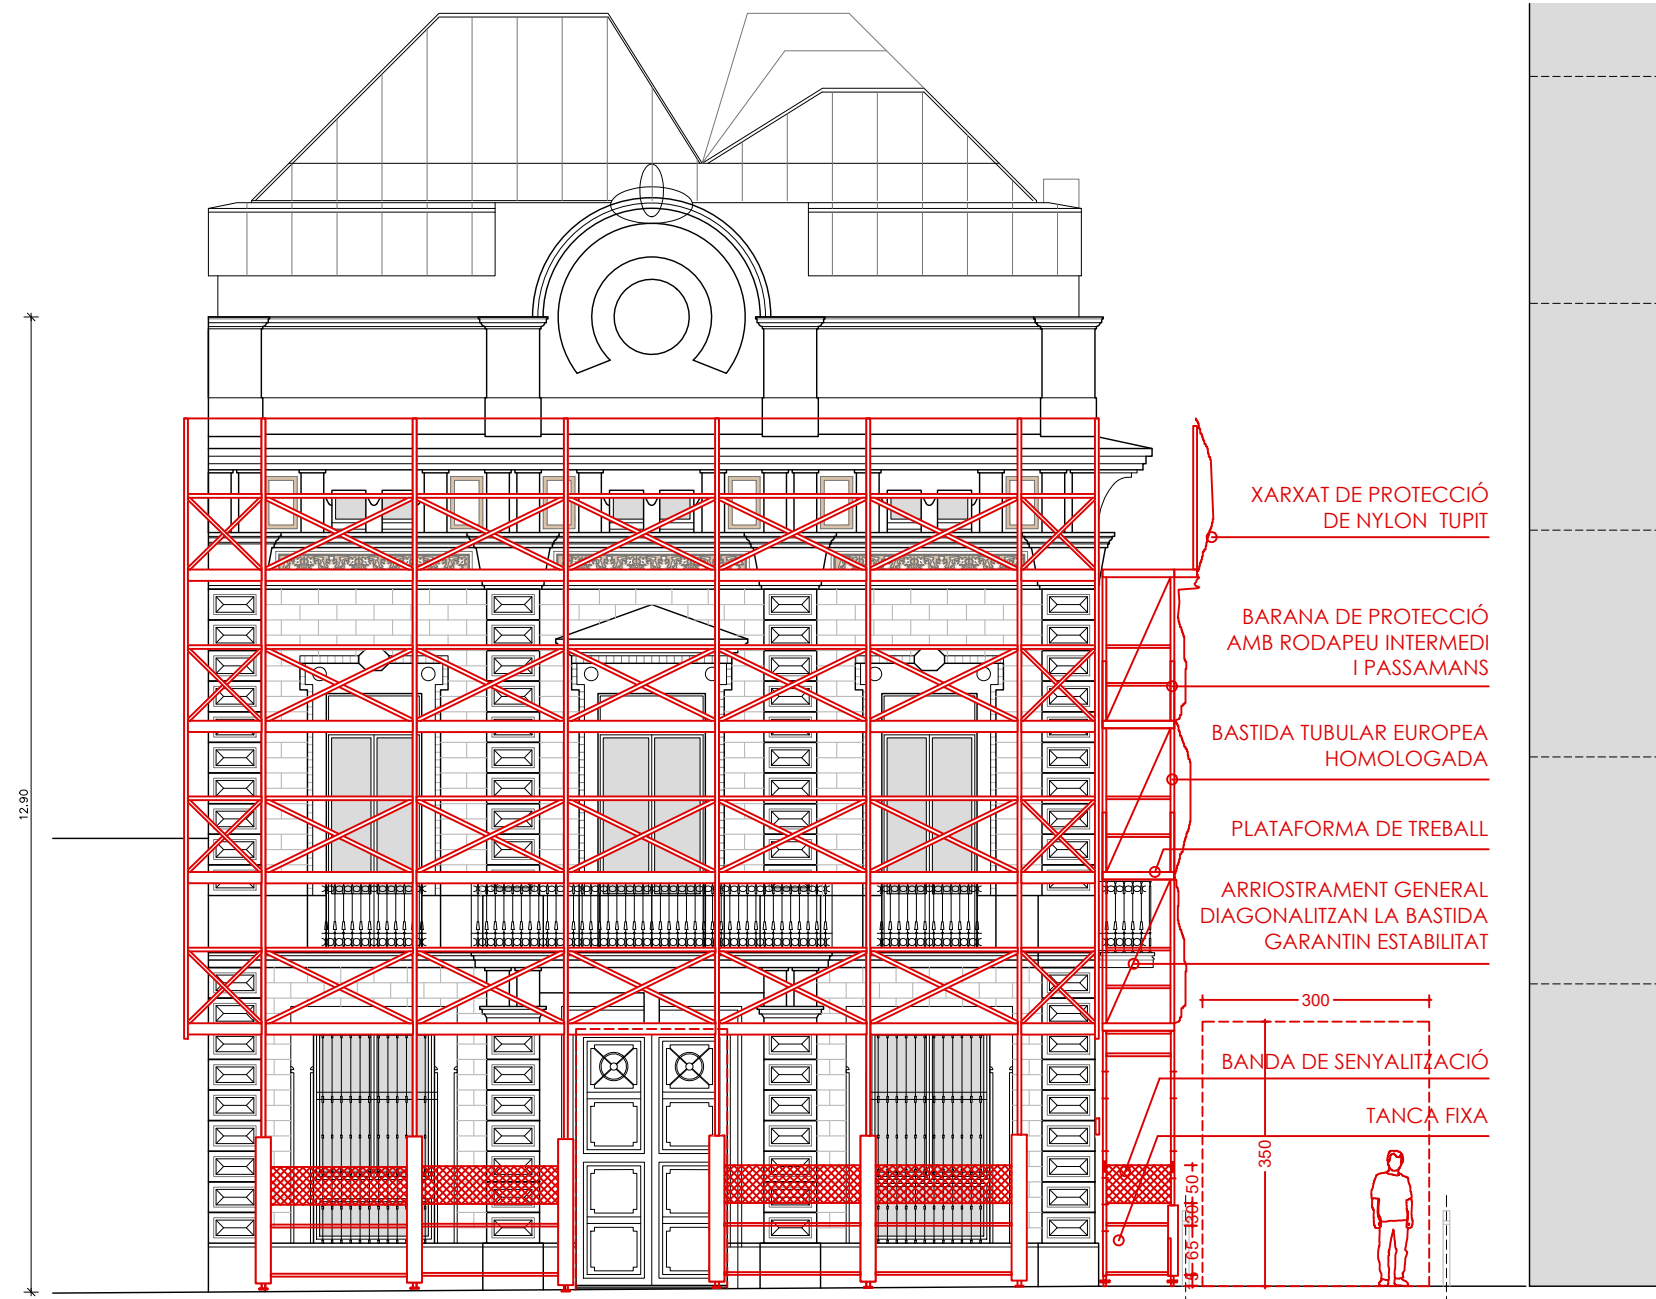 XARXAT DE PROTECCIÓ
DE NYLON TUPIT
BARANA DE PROTECCIÓ
AMB RODAPEU INTERMEDI
I PASSAMANS
BASTIDA TUBULAR EUROPEA
HOMOLOGADA
12.90
PLATAFORMA DE TREBALL
ARRIOSTRAMENT GENERAL
DIAGONALITZAN LA BASTIDA
GARANTIN ESTABILITAT
300
BANDA DE SENYALITZACIÓ
TANCA FIXA
350
50
30
65